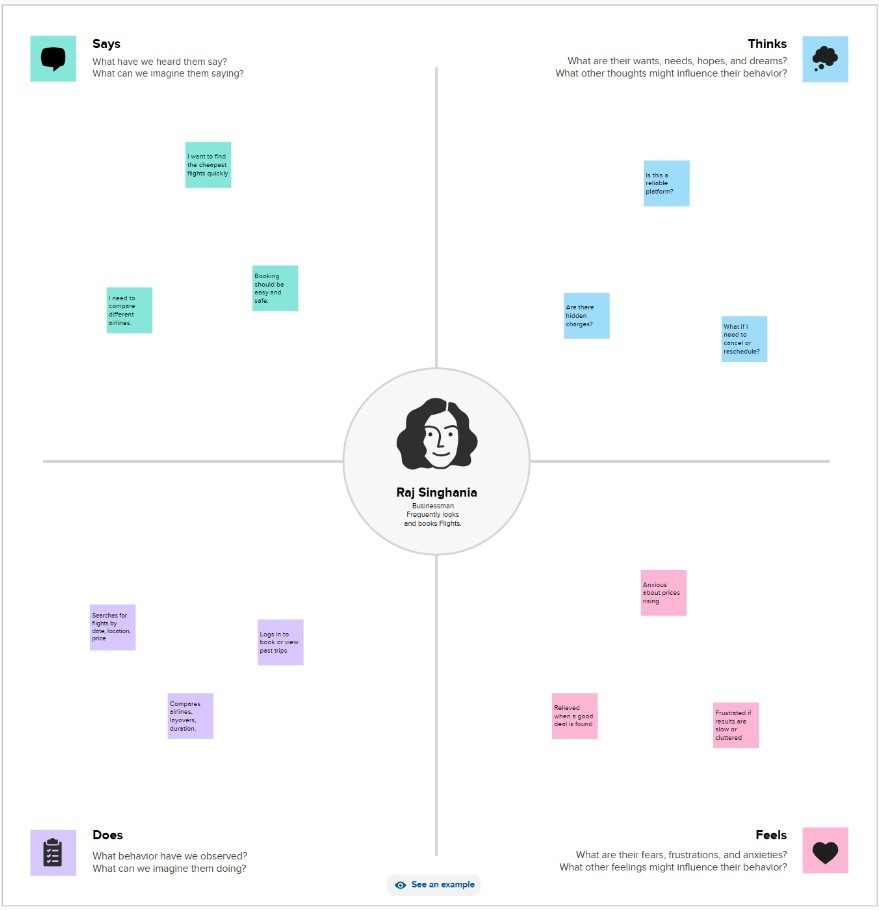 Says
What have we heard them say?
What can we imagine them saying?
Thinks
What are their wants, needs, hopes, and dreams?
What other thoughts might influence their behavior?
I want to find
the cheapest
flights quickly
Booking
should be
easy and
safe.
I need to
compare
different
airlines.
Is this a
reliable
platform?
Are there
hidden
charges?
What if I
need to
cancel or
reschedule?
Raj Singhania
Businessman.
Frequently looks
and books Flights.
Searches for
flights by
date, location,
price
Logs in to
book or view
past trips
Compares
airlines,
layovers,
duration.
Anxious
about prices
rising
Relieved
when a good
deal is found
Frustrated if
results are
slow or
cluttered
Does
What behavior have we observed?
What can we imagine them doing?
Feels
What are their fears, frustrations, and anxieties?
What other feelings might influence their behavior?
See an example